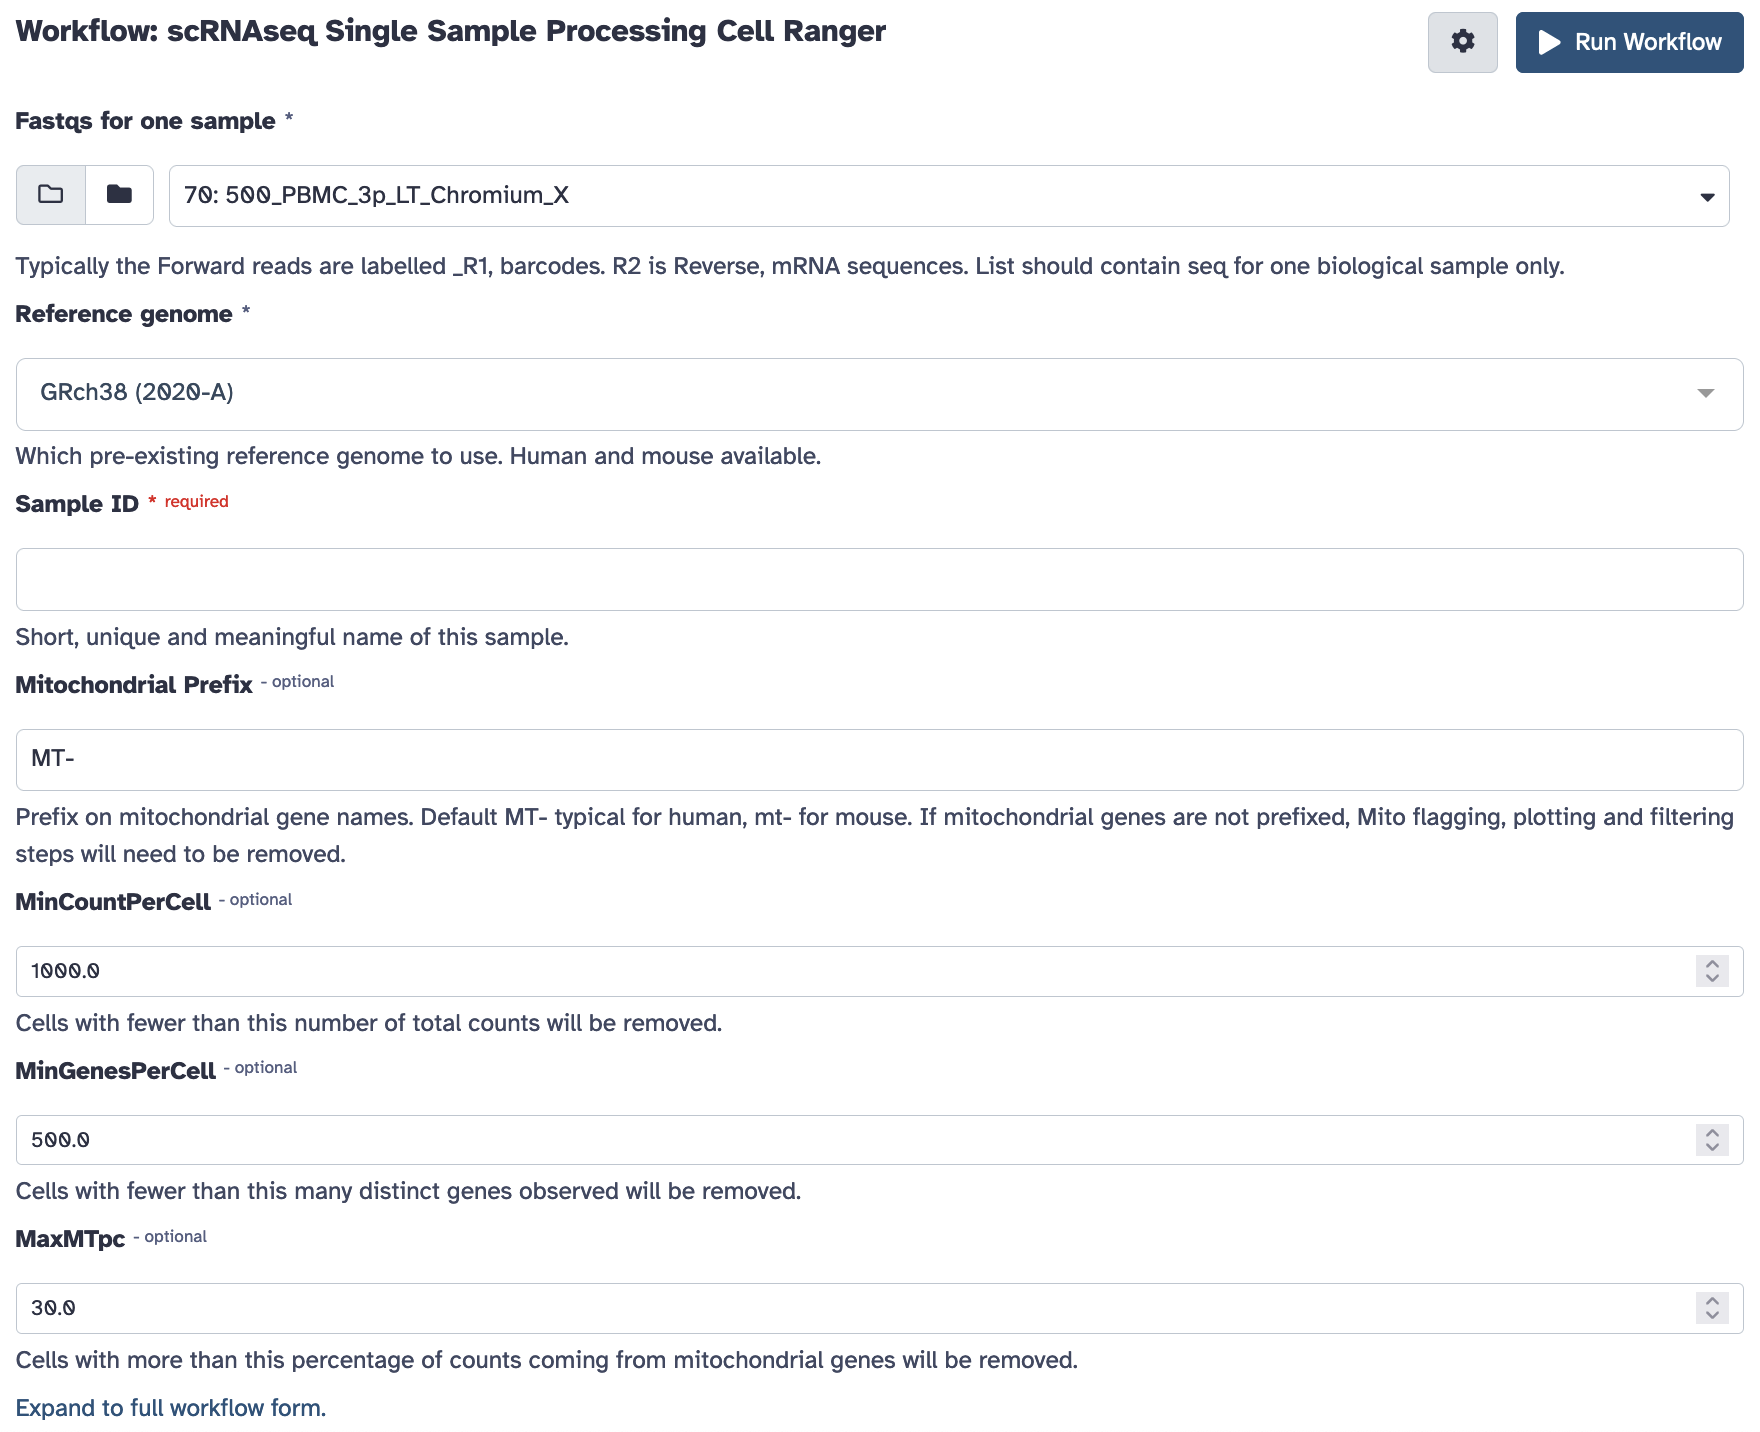 Workflow: scRNAseq Single Sample Processing Cell Ranger
Run Workflow
Fastqs for one sample *
70: 500_PBMC_3p_LT_Chromium_X
Typically the Forward reads are labelled _R1, barcodes. R2 is Reverse, mRNA sequences. List should contain seq for one biological sample only.
Reference genome *
GRch38 (2020-A)
Which pre-existing reference genome to use. Human and mouse available.
Sample ID * required
Short, unique and meaningful name of this sample.
Mitochondrial Prefix - optional
MT-
Prefix on mitochondrial gene names. Default MT- typical for human, mt- for mouse. If mitochondrial genes are not prefixed, Mito flagging, plotting and filtering
steps will need to be removed.
MinCountPerCell - optional
1000.0
Cells with fewer than this number of total counts will be removed.
MinGenesPerCell - optional
500.0
Cells with fewer than this many distinct genes observed will be removed.
MaxMTpc - optional
30.0
Cells with more than this percentage of counts coming from mitochondrial genes will be removed.
Expand to full workflow form.